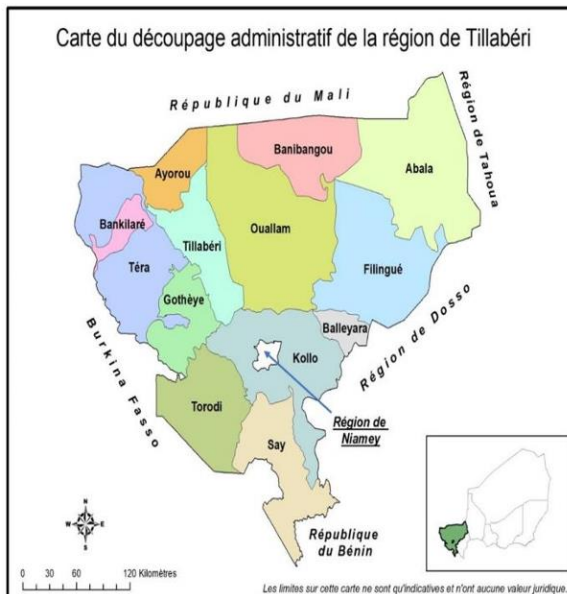 Carte du découpage administratif de la région de Tillabéri
République du Mali
Région de Tahoua
Banibangou
Ayorou
Abala
Bankilaré
Ouallam
Tillabéri
Filingué
Téra
Gothèye
Balleyara
Kollo
Région de Dosso
Burkina Fasso
Torodi
Région de
Niamey
Say
République
du Bénin
N
W
E
S
0 30 60 120 Kilomètres
Les limites sur cette carte ne sont qu'indicatives et n'ont aucune valeur juridique.